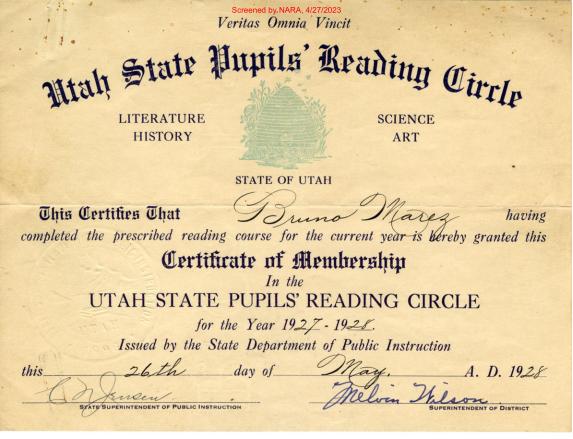 Screened by NARA, 4/27/2023
Veritas Omnia Vincit
Utah State Pupils' Reading Circle
LITERATURE SCIENCE
HISTORY ART
STATE OF UTAH
This Certifies That Bruno Marez having
completed the prescribed reading course for the current year is hereby granted this
Certificate of Membership
In the
UTAH STATE PUPILS' READING CIRCLE
for the Year 1927-1928.
Issued by the State Department of Public Instruction
this 26th day of May. A. D. 1928
C N Jensen Melvin Wilson
STATE SUPERINTENDENT OF PUBLIC INSTRUCTION SUPERINTENDENT OF DISTRICT